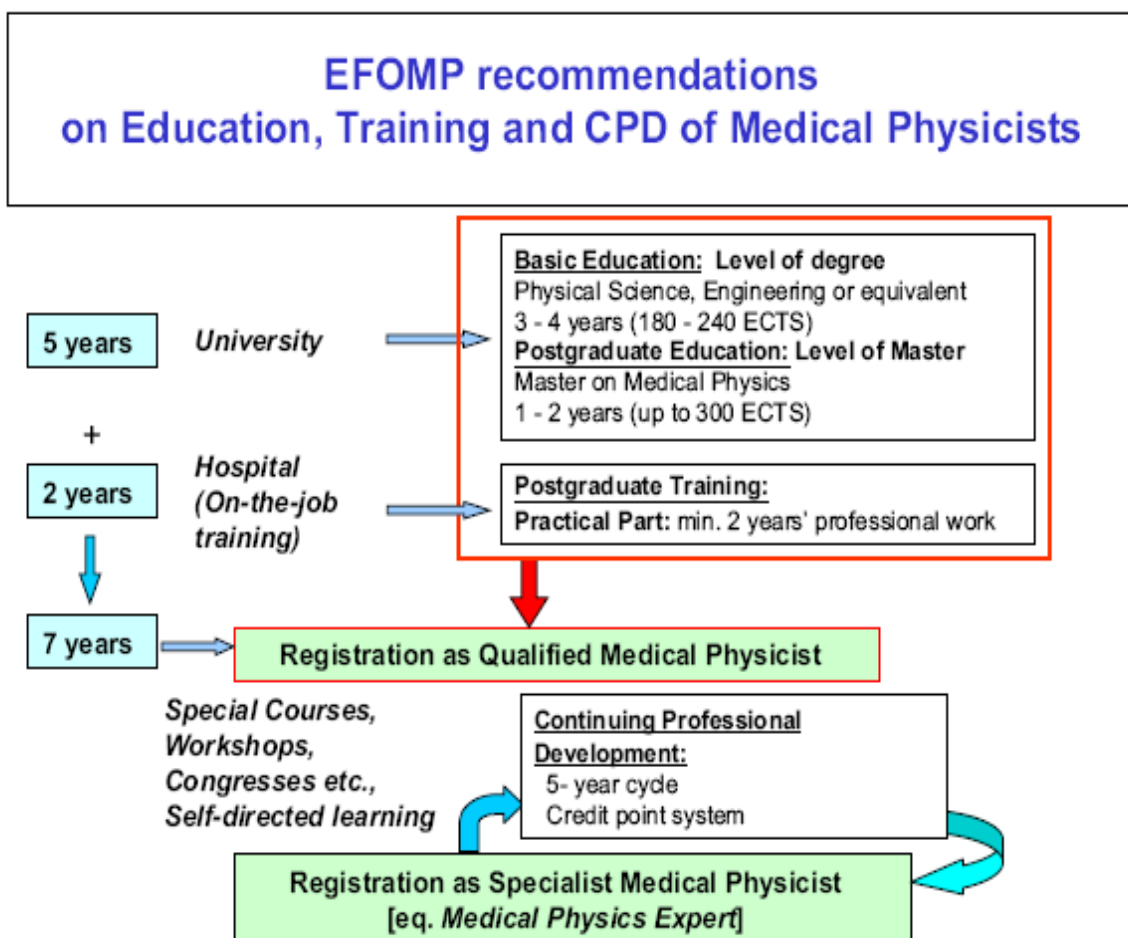 EFOMP recommendations
on Education, Training and CPD of Medical Physicists
5 years
University
Basic Education: Level of degree
Physical Science, Engineering or equivalent
3 - 4 years (180 - 240 ECTS)
Postgraduate Education: Level of Master
Master on Medical Physics
1 - 2 years (up to 300 ECTS)
+
2 years
Hospital
(On-the-job
training)
Postgraduate Training:
Practical Part: min. 2 years' professional work
7 years
Registration as Qualified Medical Physicist
Special Courses,
Workshops,
Congresses etc.,
Self-directed learning
Continuing Professional
Development:
5- year cycle
Credit point system
Registration as Specialist Medical Physicist
[eq. Medical Physics Expert]